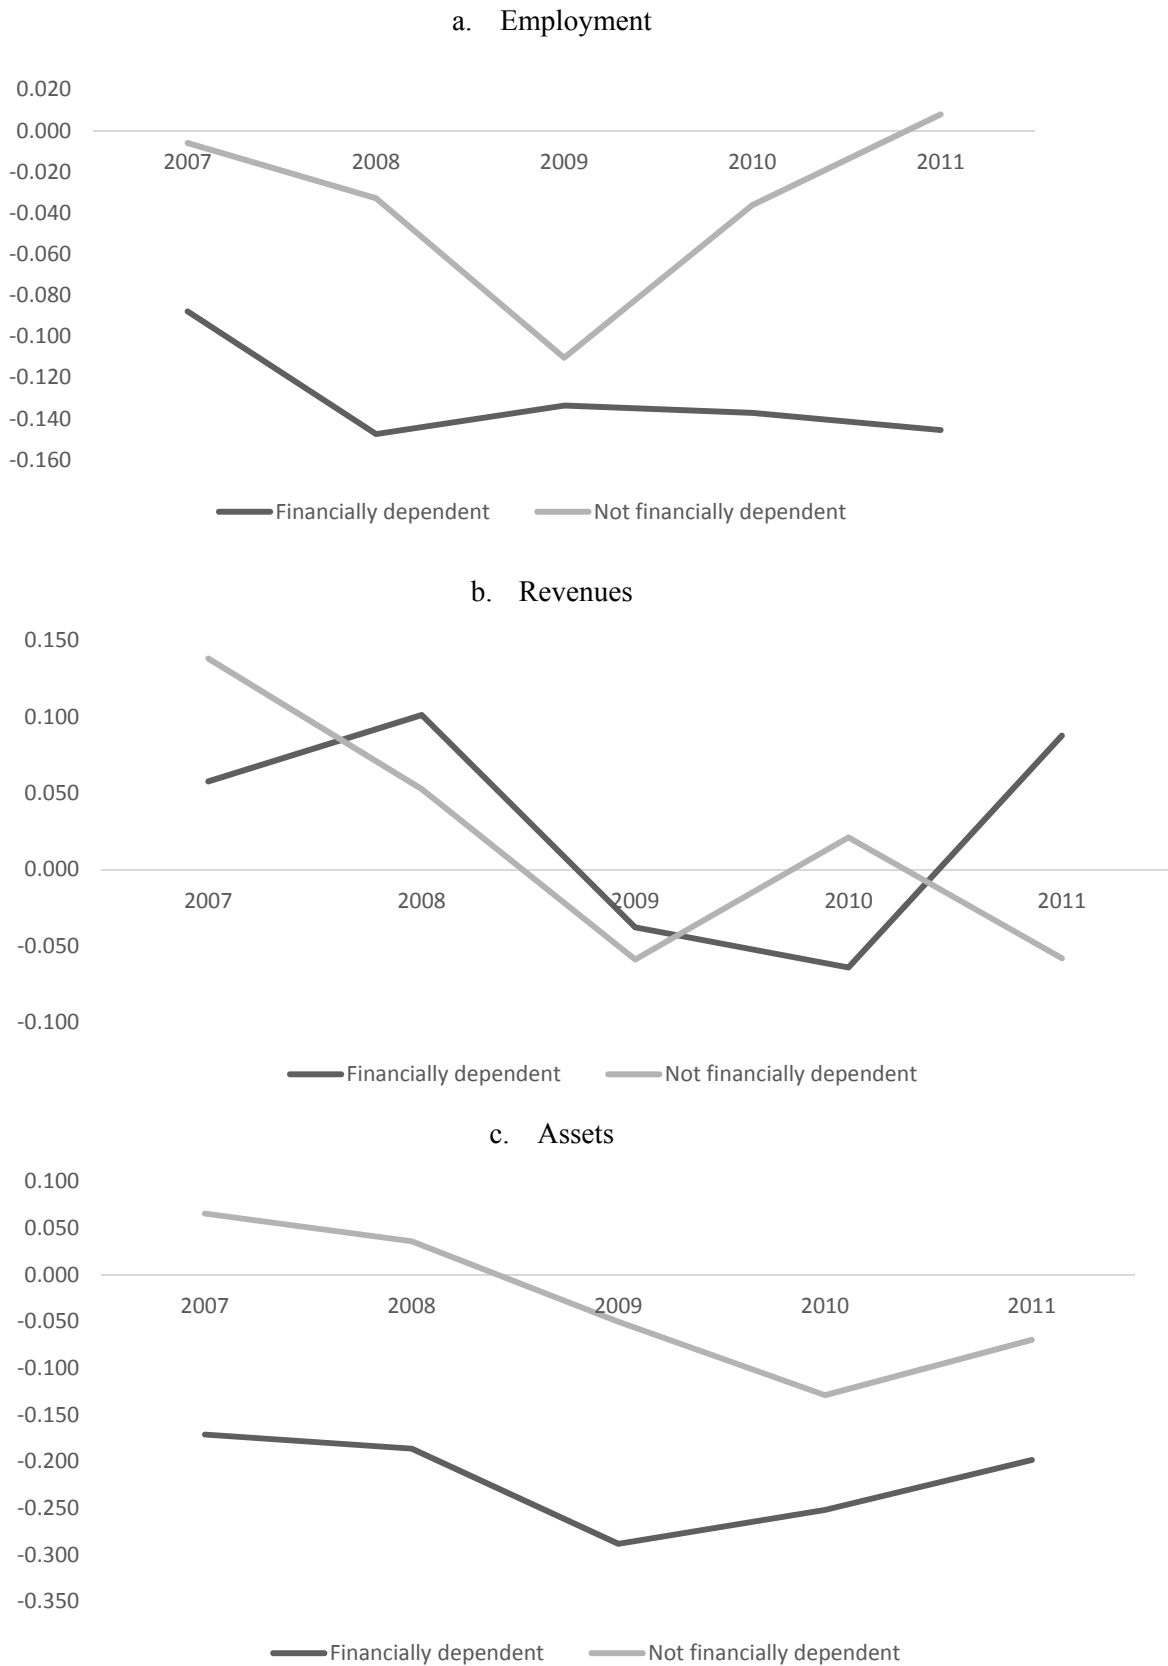 a. Employment
0.020
0.000
-0.020
-0.040
-0.060
-0.080
-0.100
-0.120
-0.140
-0.160
2007 2008 2009 2010 2011
Financially dependent Not financially dependent
b. Revenues
0.150
0.100
0.050
0.000
-0.050
-0.100
2007 2008 2009 2010 2011
Financially dependent Not financially dependent
c. Assets
0.100
0.050
0.000
-0.050
-0.100
-0.150
-0.200
-0.250
-0.300
-0.350
2007 2008 2009 2010 2011
Financially dependent Not financially dependent